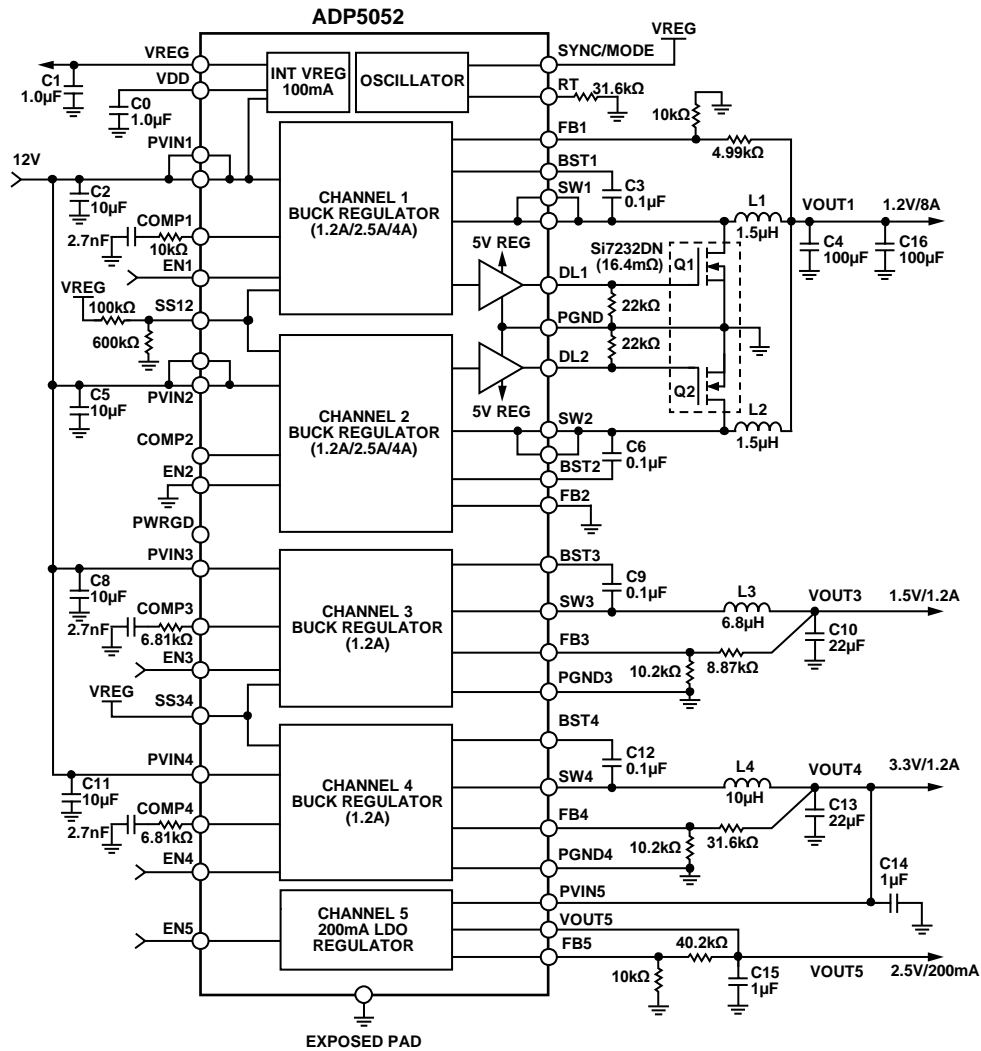 ADP5052
VREG
C1
1.0µF
VDD
C0
1.0µF
INT VREG
100mA
OSCILLATOR
SYNC/MODE
VREG
RT
31.6kΩ
FB1
10kΩ
4.99kΩ
PVIN1
12V
C2
10µF
COMP1
2.7nF
10kΩ
EN1
CHANNEL 1
BUCK REGULATOR
(1.2A/2.5A/4A)
BST1
C3
0.1µF
SW1
L1
1.5µH
VOUT1
1.2V/8A
C4
100µF
C16
100µF
5V REG
Si7232DN
(16.4mΩ)
Q1
DL1
22kΩ
PGND
22kΩ
DL2
Q2
5V REG
VREG
100kΩ
SS12
600kΩ
PVIN2
C5
10µF
COMP2
EN2
CHANNEL 2
BUCK REGULATOR
(1.2A/2.5A/4A)
SW2
L2
1.5µH
C6
0.1µF
BST2
FB2
PWRGD
PVIN3
C8
10µF
COMP3
2.7nF
6.81kΩ
EN3
CHANNEL 3
BUCK REGULATOR
(1.2A)
BST3
C9
0.1µF
SW3
L3
6.8µH
VOUT3
1.5V/1.2A
C10
22µF
FB3
10.2kΩ
8.87kΩ
PGND3
VREG
SS34
PVIN4
C11
10µF
COMP4
2.7nF
6.81kΩ
EN4
CHANNEL 4
BUCK REGULATOR
(1.2A)
BST4
C12
0.1µF
SW4
L4
10µH
VOUT4
3.3V/1.2A
C13
22µF
FB4
10.2kΩ
31.6kΩ
PGND4
C14
1µF
PVIN5
EN5
CHANNEL 5
200mA LDO
REGULATOR
VOUT5
FB5
40.2kΩ
10kΩ
C15
1µF
VOUT5
2.5V/200mA
EXPOSED PAD